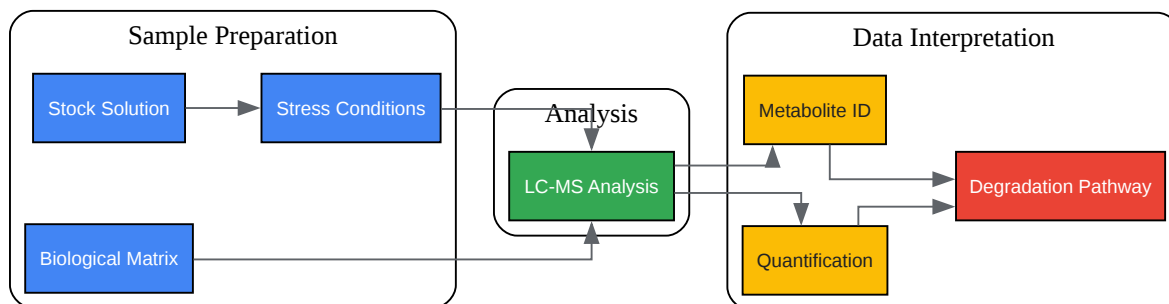 Sample Preparation
Stock Solution
Stress Conditions
Biological Matrix
Analysis
LC-MS Analysis
Data Interpretation
Metabolite ID
Quantification
Degradation Pathway